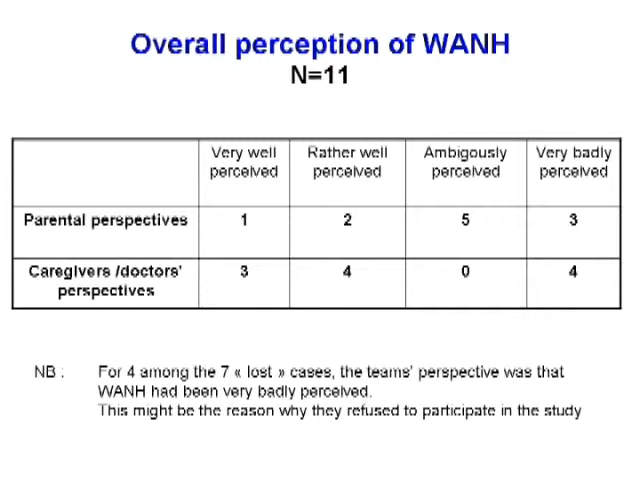 Overall perception of WANH
N=11
Very well perceived Rather well perceived Ambigously perceived Very badly perceived
Parental perspectives 1 2 5 3
Caregivers /doctors' perspectives 3 4 0 4
NB : For 4 among the 7 « lost » cases, the teams' perspective was that
WANH had been very badly perceived.
This might be the reason why they refused to participate in the study